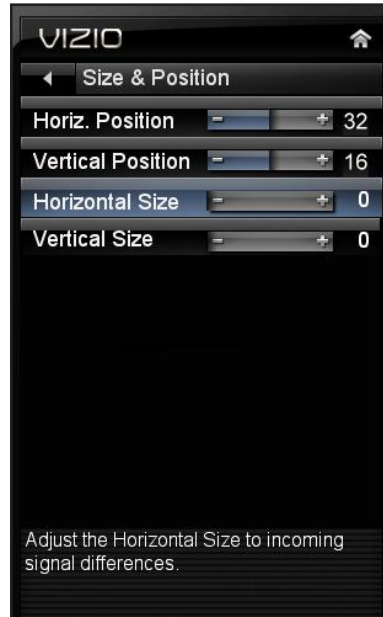 VIZIO
Size & Position
Horiz. Position - + 32
Vertical Position - + 16
Horizontal Size - + 0
Vertical Size - + 0
Adjust the Horizontal Size to incoming
signal differences.